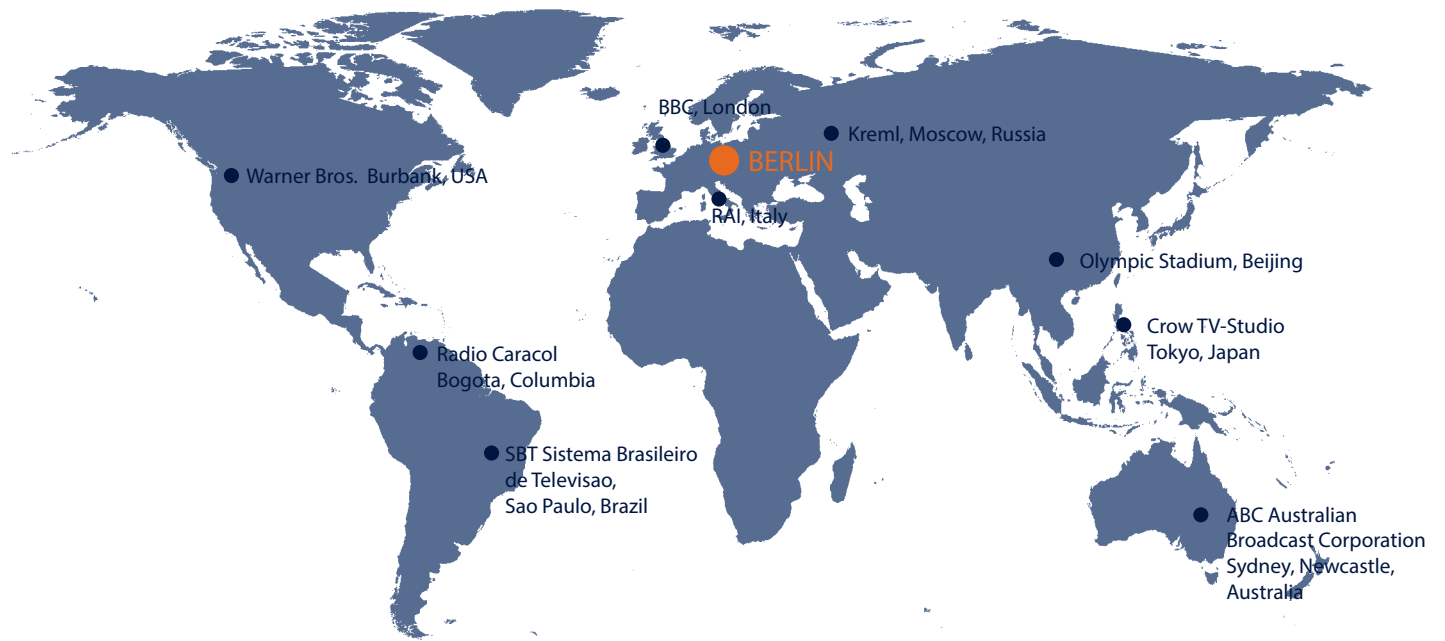 BBC, London
Kreml, Moscow, Russia
BERLIN
Warner Bros. Burbank, USA
RAI, Italy
Olympic Stadium, Beijing
Crow TV-Studio
Tokyo, Japan
Radio Caracol
Bogota, Columbia
SBT Sistema Brasileiro
de Televisao,
Sao Paulo, Brazil
ABC Australian
Broadcast Corporation
Sydney, Newcastle,
Australia